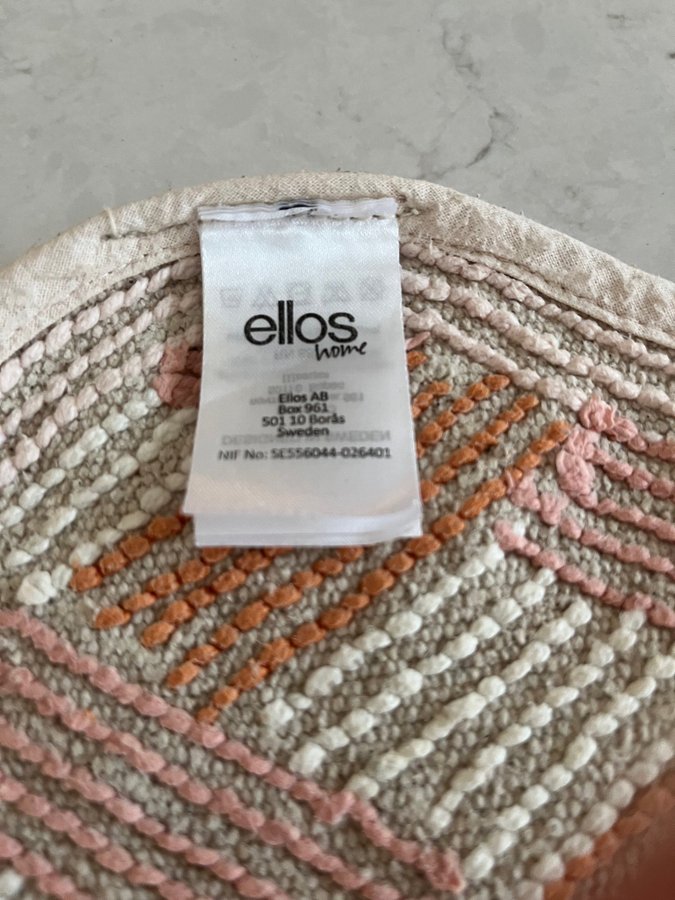 ellos
home
Ellos AB
Box 961
501 10 Borås
Sweden
NIF No: SE556044-026401